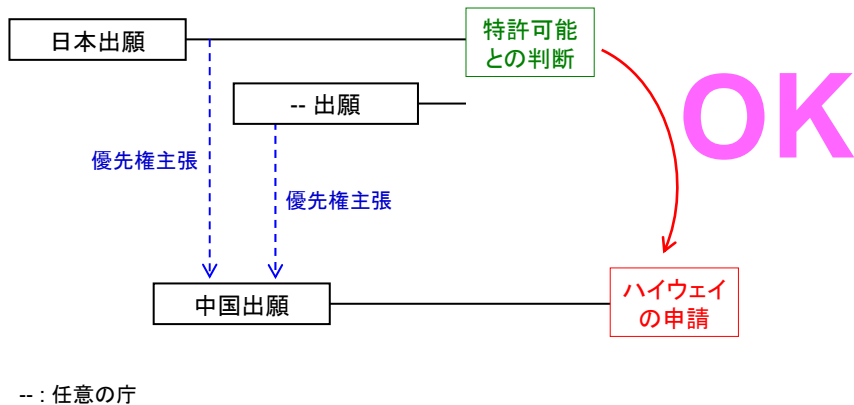 日本出願
特許可能
との判断
OK
-- 出願
優先権主張
優先権主張
中国出願
ハイウェイ
の申請
-- : 任意の庁